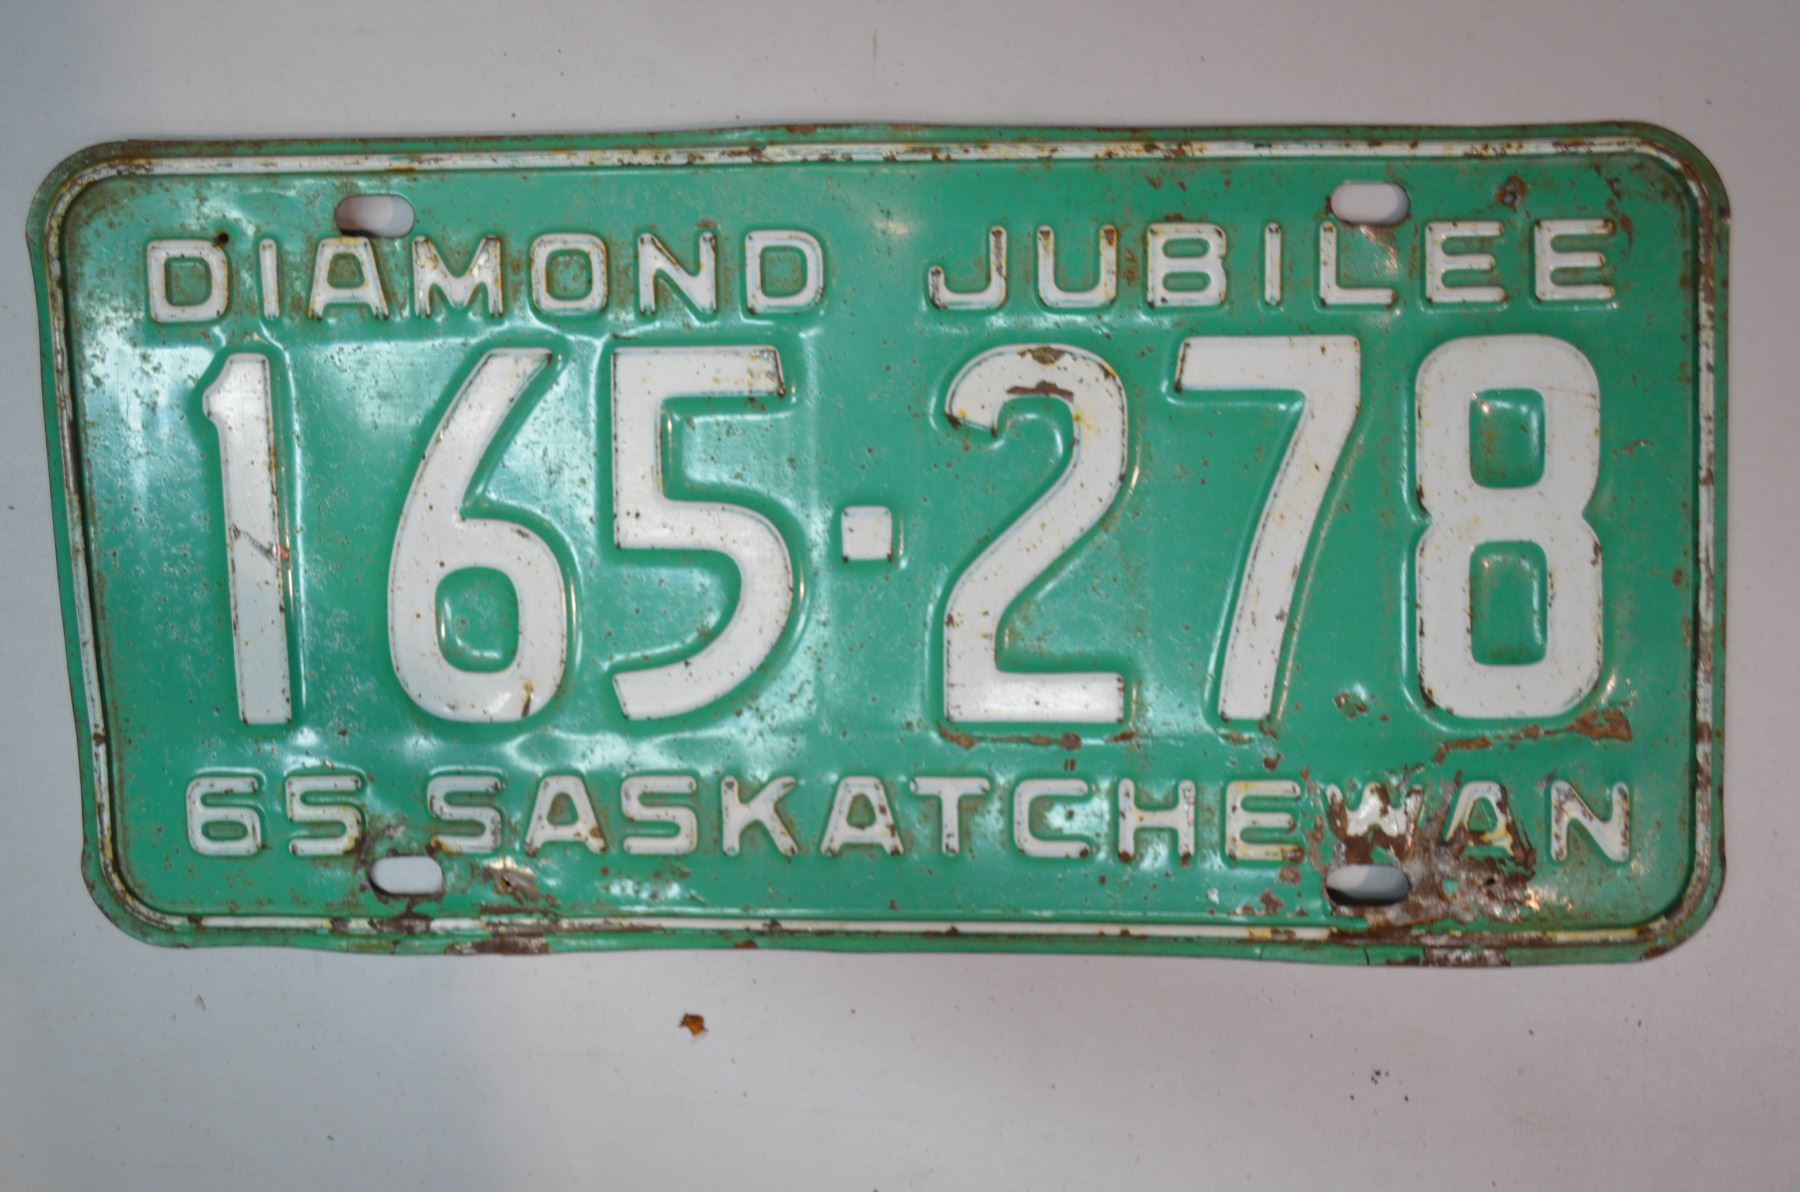 DIAMOND JUBILEE
165-278
65 SASKATCHEWAN